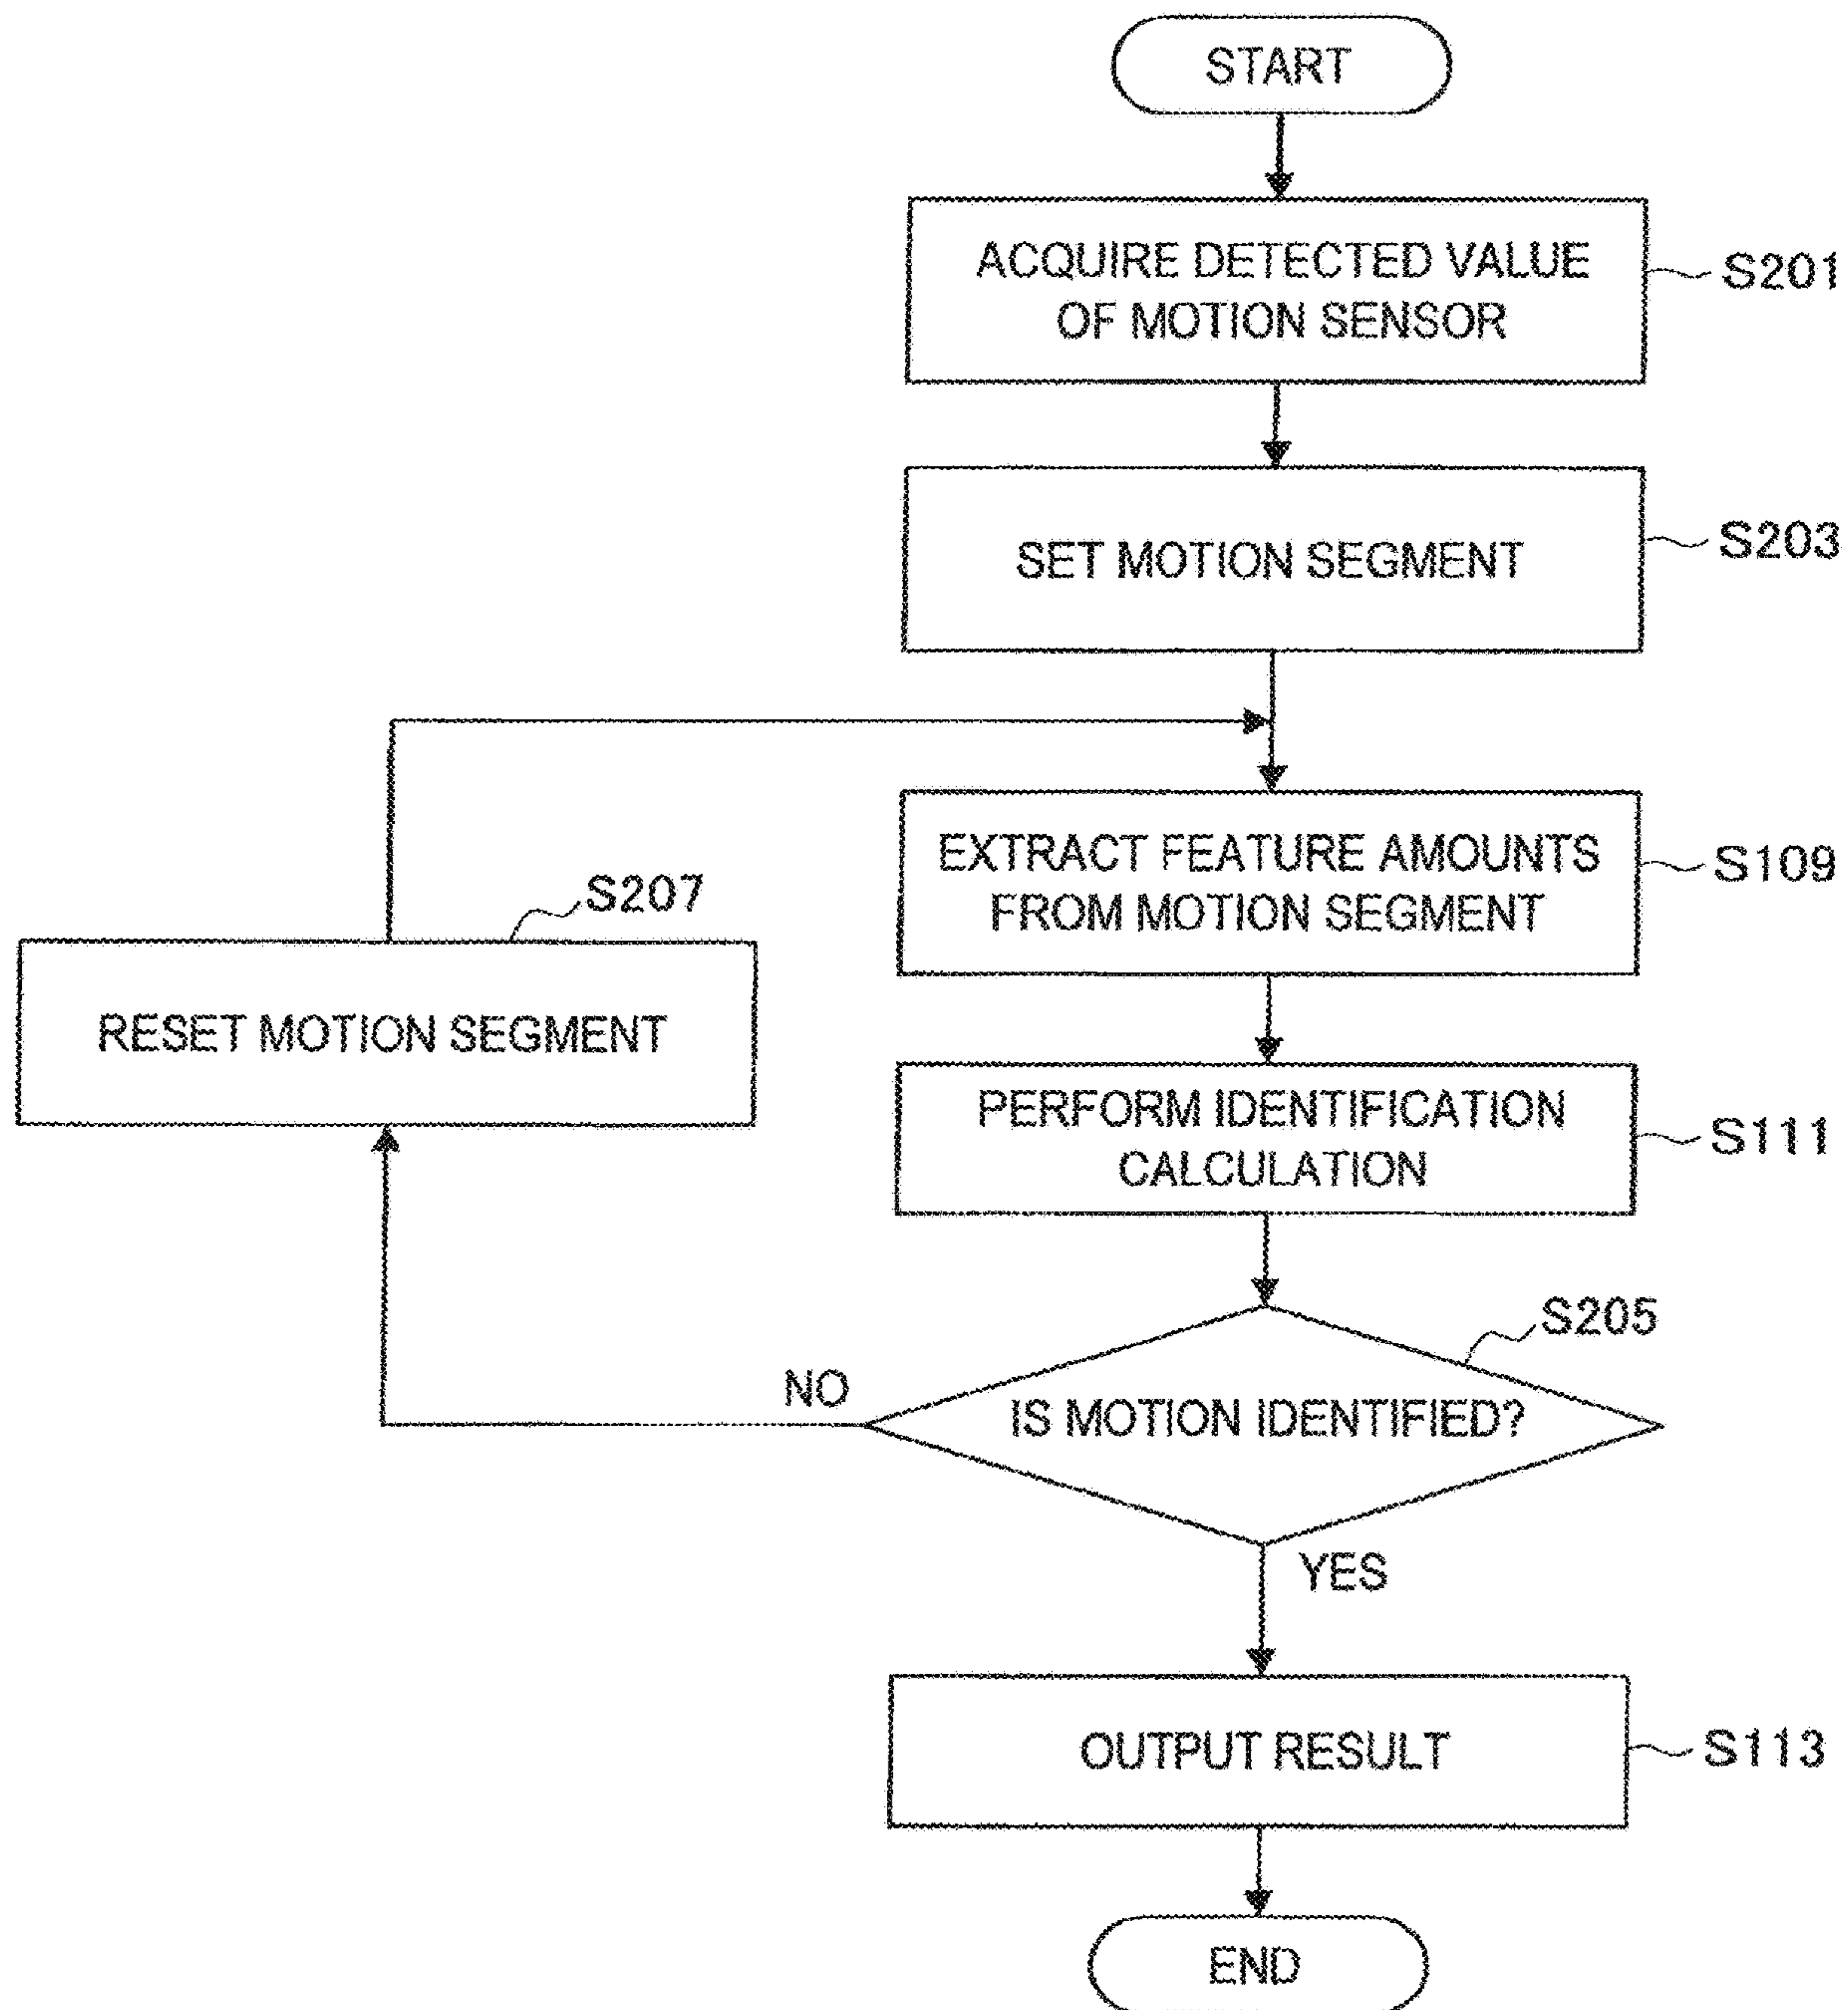 START
ACQUIRE DETECTED VALUE
OF MOTION SENSOR
S201
SET MOTION SEGMENT
S203
EXTRACT FEATURE AMOUNTS
FROM MOTION SEGMENT
S109
S207
RESET MOTION SEGMENT
PERFORM IDENTIFICATION
CALCULATION
S111
S205
NO
IS MOTION IDENTIFIED?
YES
OUTPUT RESULT
S113
END